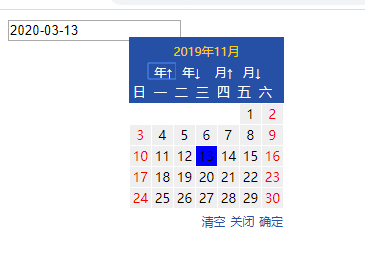 2020-03-13
2019年11月
年↑ 年↓ 月↑ 月↓
日 一 二 三 四 五 六
1 2
3 4 5 6 7 8 9
10 11 12 13 14 15 16
17 18 19 20 21 22 23
24 25 26 27 28 29 30
清空 关闭 确定